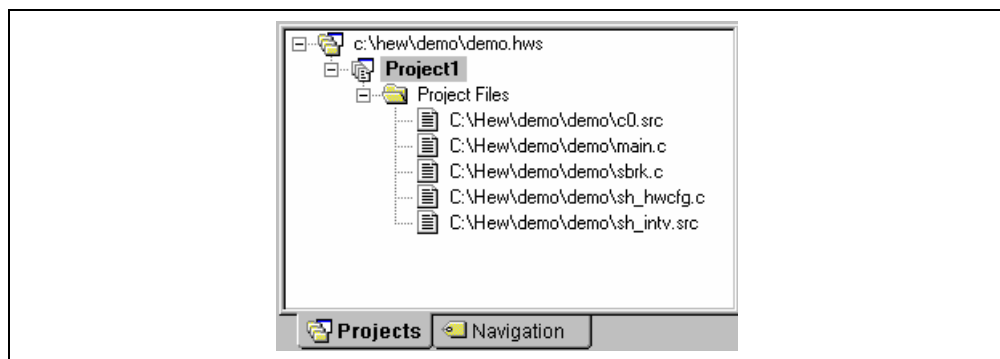 c:\hew\demo\demo.hws
Project1
Project Files
C:\Hew\demo\demo\c0.src
C:\Hew\demo\demo\main.c
C:\Hew\demo\demo\sbrk.c
C:\Hew\demo\demo\sh_hwcfg.c
C:\Hew\demo\demo\sh_intv.src
Projects Navigation